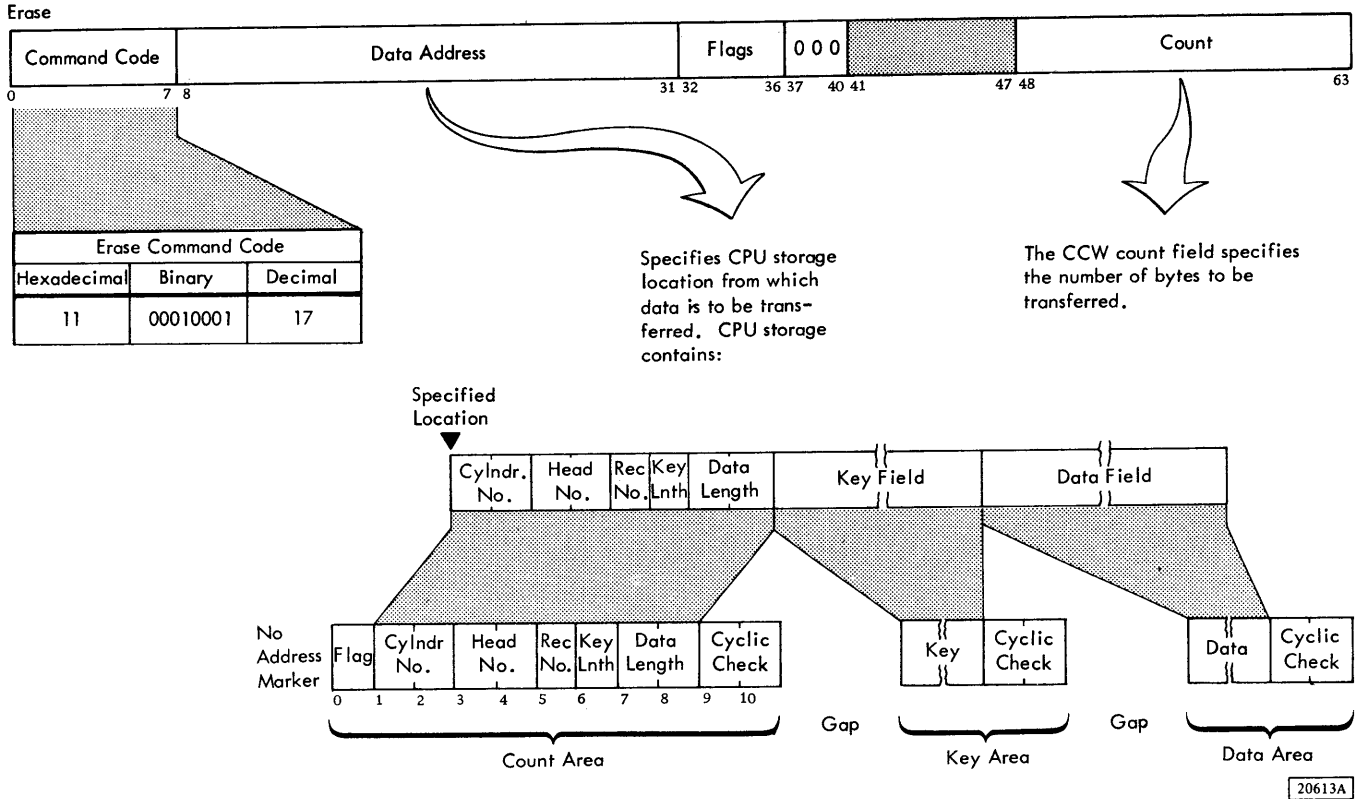 Erase
Command Code Data Address Flags 0 0 0 Count
0 7 8 31 32 36 37 40 41 47 48 63
Erase Command Code
Hexadecimal Binary Decimal
11 00010001 17
Specifies CPU storage
location from which
data is to be trans-
ferred. CPU storage
contains:
The CCW count field specifies
the number of bytes to be
transferred.
Specified
Location
Cylndr.
No.
Head
No.
Rec
No.
Key
Lnth
Data
Length
Key Field
Data Field
No
Address
Marker
Flag
Cylndr
No.
Head
No.
Rec
No.
Key
Lnth
Data
Length
Cyclic
Check
Key
Cyclic
Check
Data
Cyclic
Check
0 1 2 3 4 5 6 7 8 9 10
Count Area
Gap
Key Area
Gap
Data Area
20613A